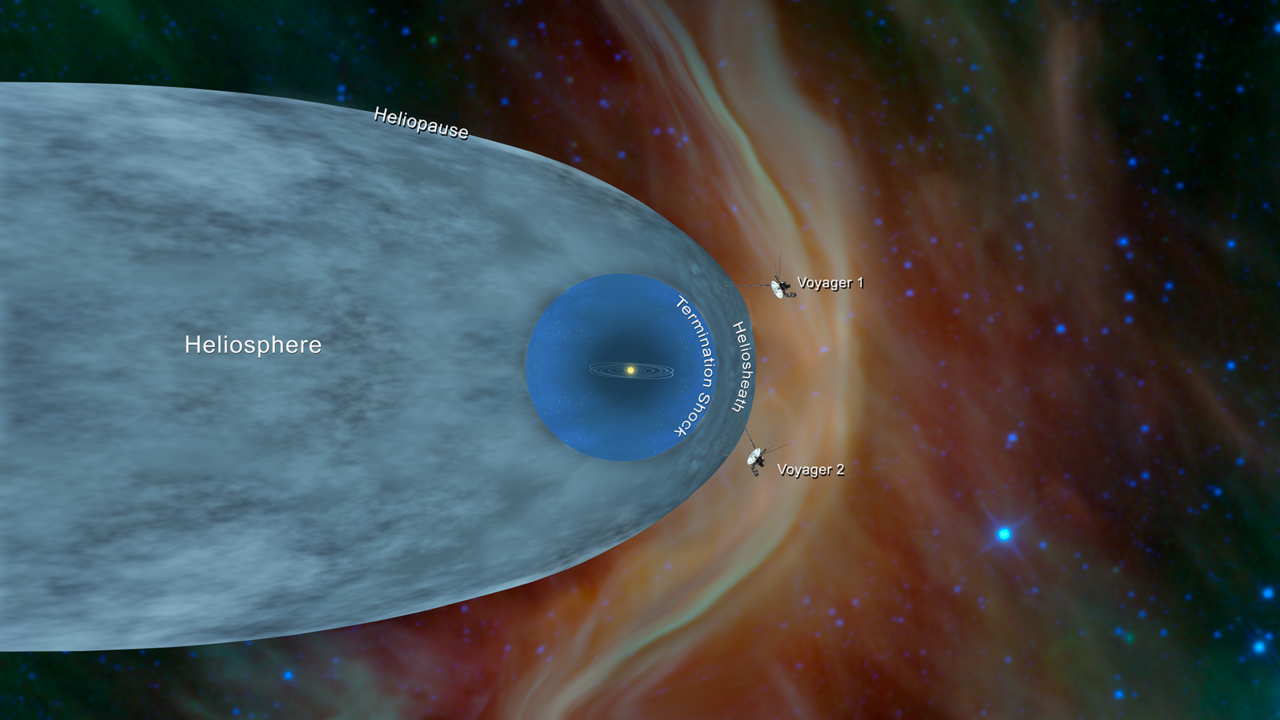 Heliopause
Voyager 1
Termination Shock
Heliosheath
Heliosphere
Voyager 2